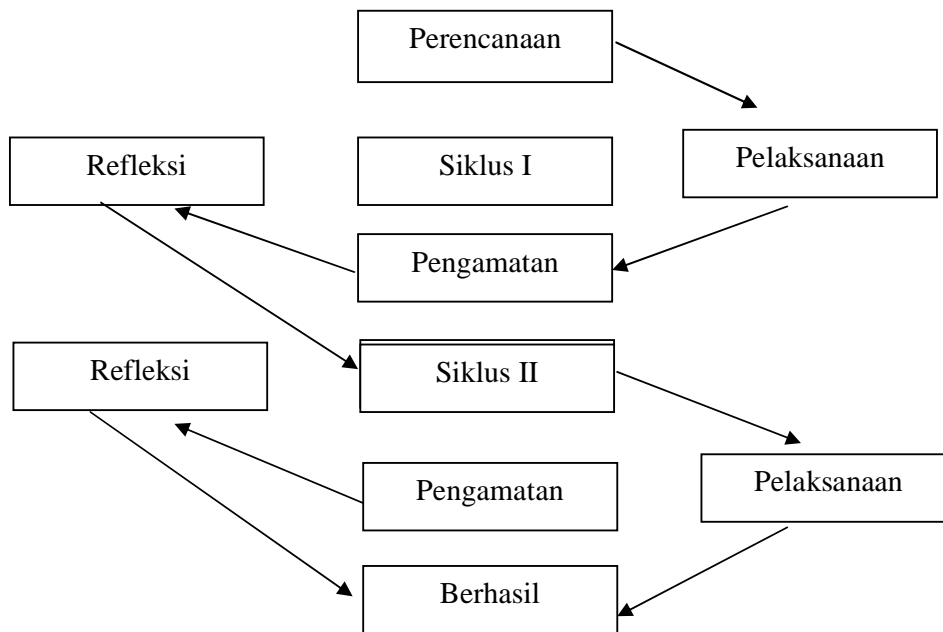 Perencanaan
Refleksi
Siklus I
Pelaksanaan
Pengamatan
Refleksi
Siklus II
Pengamatan
Pelaksanaan
Berhasil